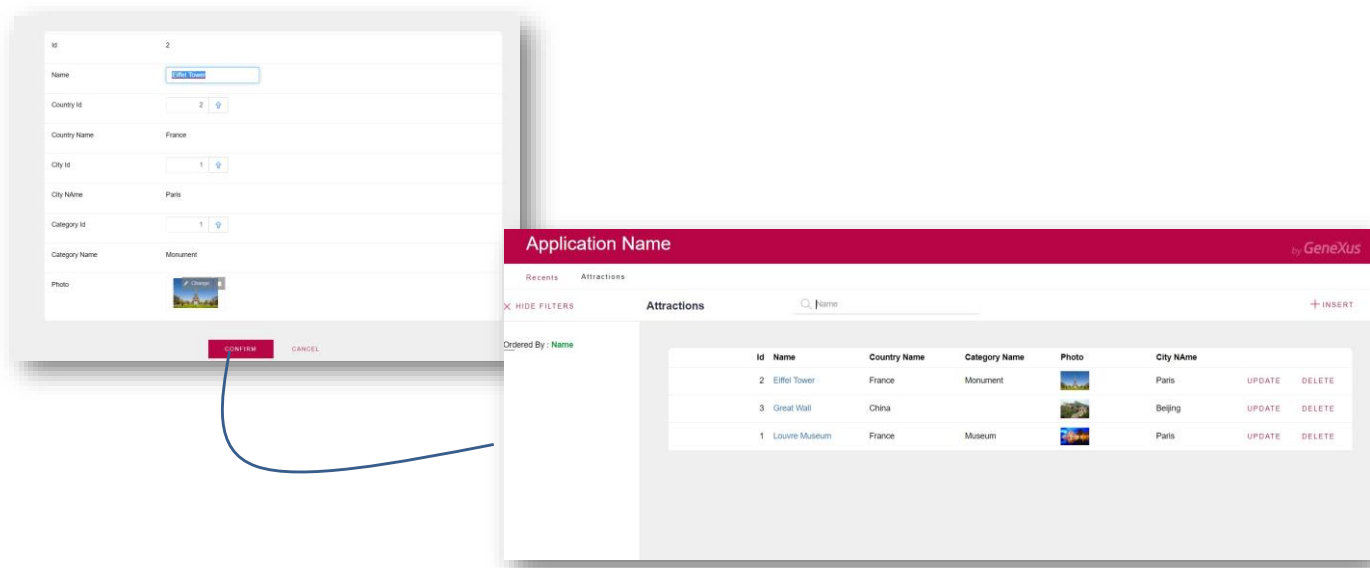 Id 2
Name Eiffel Tower
Country Id 2
Country Name France
City Id 1
City NAme Paris
Category Id 1
Category Name Monument
Photo Change
CONFIRM CANCEL
Application Name by GeneXus
Recents Attractions
HIDE FILTERS Attractions Name INSERT
Ordered By : Name
Id Name Country Name Category Name Photo City NAme
2 Eiffel Tower France Monument Paris UPDATE DELETE
3 Great Wall China Beijing UPDATE DELETE
1 Louvre Museum France Museum Paris UPDATE DELETE